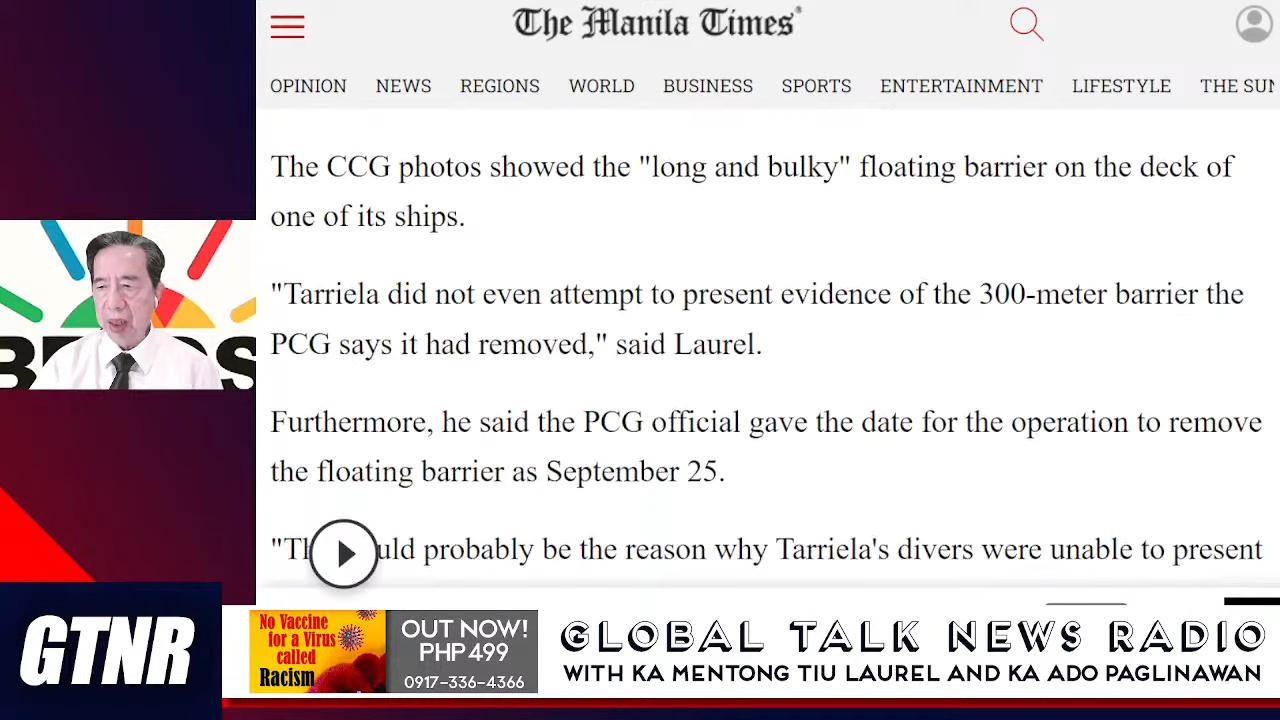 The Manila Times
OPINION NEWS REGIONS WORLD BUSINESS SPORTS ENTERTAINMENT LIFESTYLE THE SUN
The CCG photos showed the "long and bulky" floating barrier on the deck of
one of its ships.
"Tarriela did not even attempt to present evidence of the 300-meter barrier the
PCG says it had removed," said Laurel.
Furthermore, he said the PCG official gave the date for the operation to remove
the floating barrier as September 25.
probably be the reason why Tarriela's divers were unable to present
GTNR
No Vaccine
for a Virus
called
Racism
OUT NOW!
PHP 499
0917-336-4366
GLOBAL TALK NEWS RADIO
WITH KA MENTONG TIU LAUREL AND KA ADO PAGLINAWAN